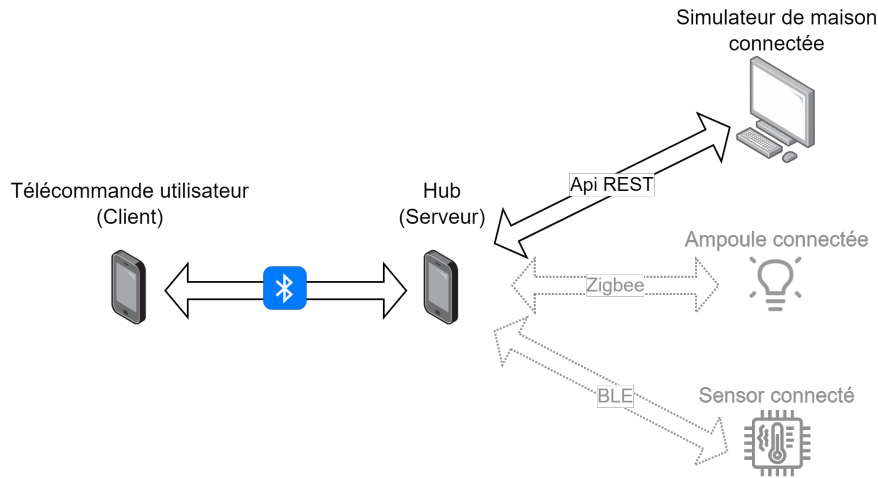 Simulateur de maison
connectée
Api REST
Télécommande utilisateur
(Client)
Hub
(Serveur)
Ampoule connectée
Zigbee
BLE
Sensor connecté